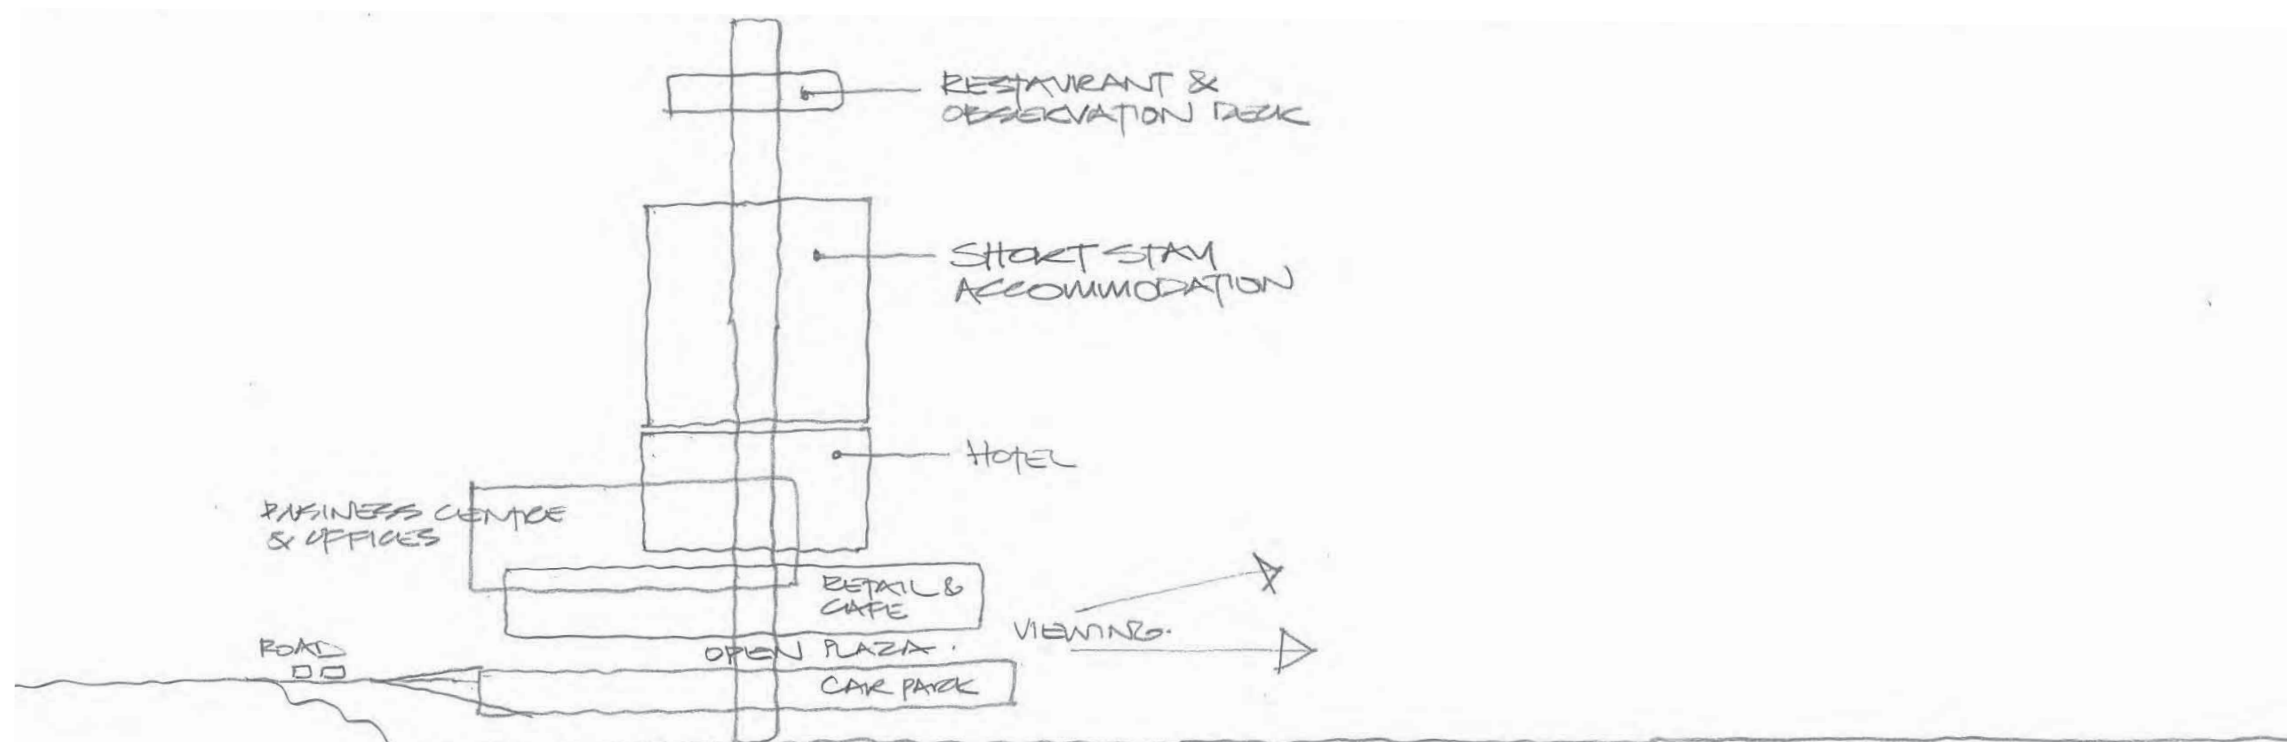 RESTAURANT &
OBSERVATION DECK
SHORT STAY
ACCOMMODATION
HOTEL
BUSINESS CENTRE
& OFFICES
RETAIL &
CAFE
VIEWING.
ROAD
OPEN PLAZA.
CAR PARK